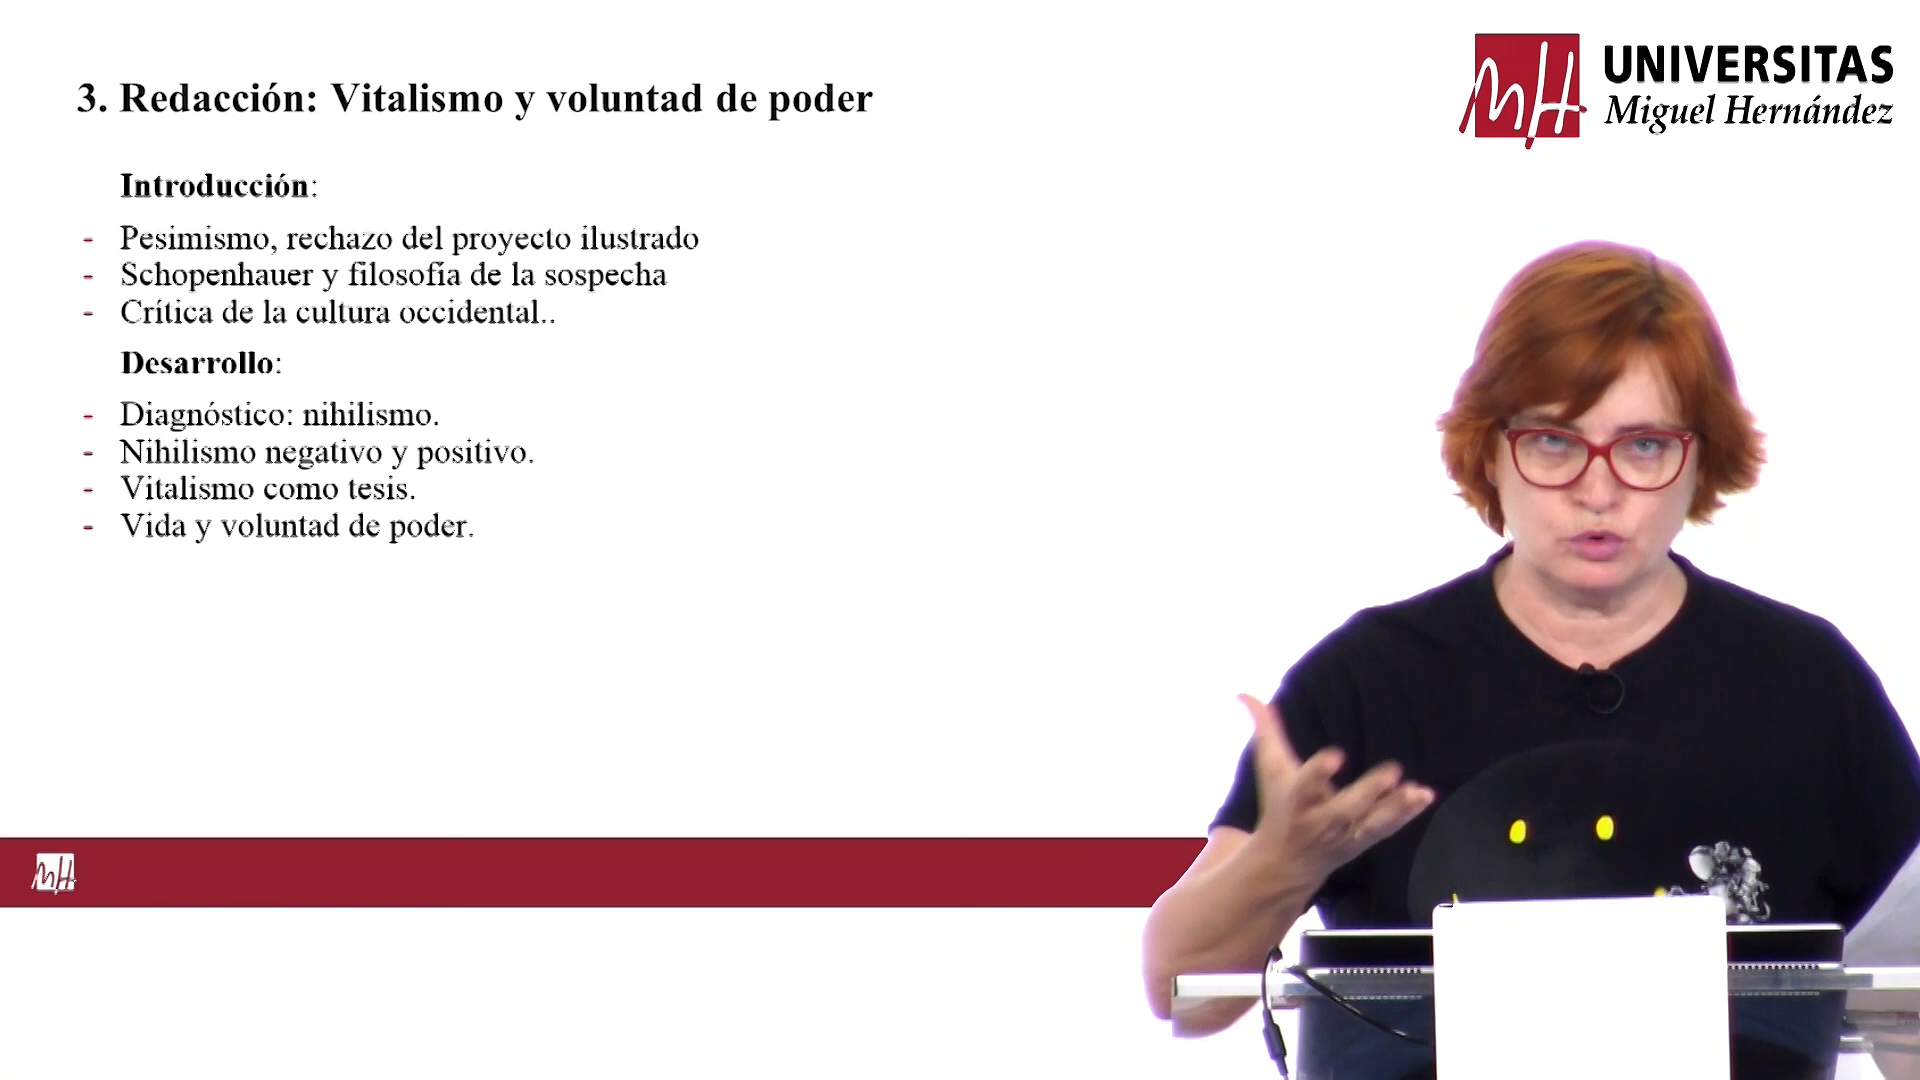 3. Redacción: Vitalismo y voluntad de poder
UNIVERSITAS
Miguel Hernández
Introducción:
- Pesimismo, rechazo del proyecto ilustrado
- Schopenhauer y filosofía de la sospecha
- Crítica de la cultura occidental..
Desarrollo:
- Diagnóstico: nihilismo.
- Nihilismo negativo y positivo.
- Vitalismo como tesis.
- Vida y voluntad de poder.